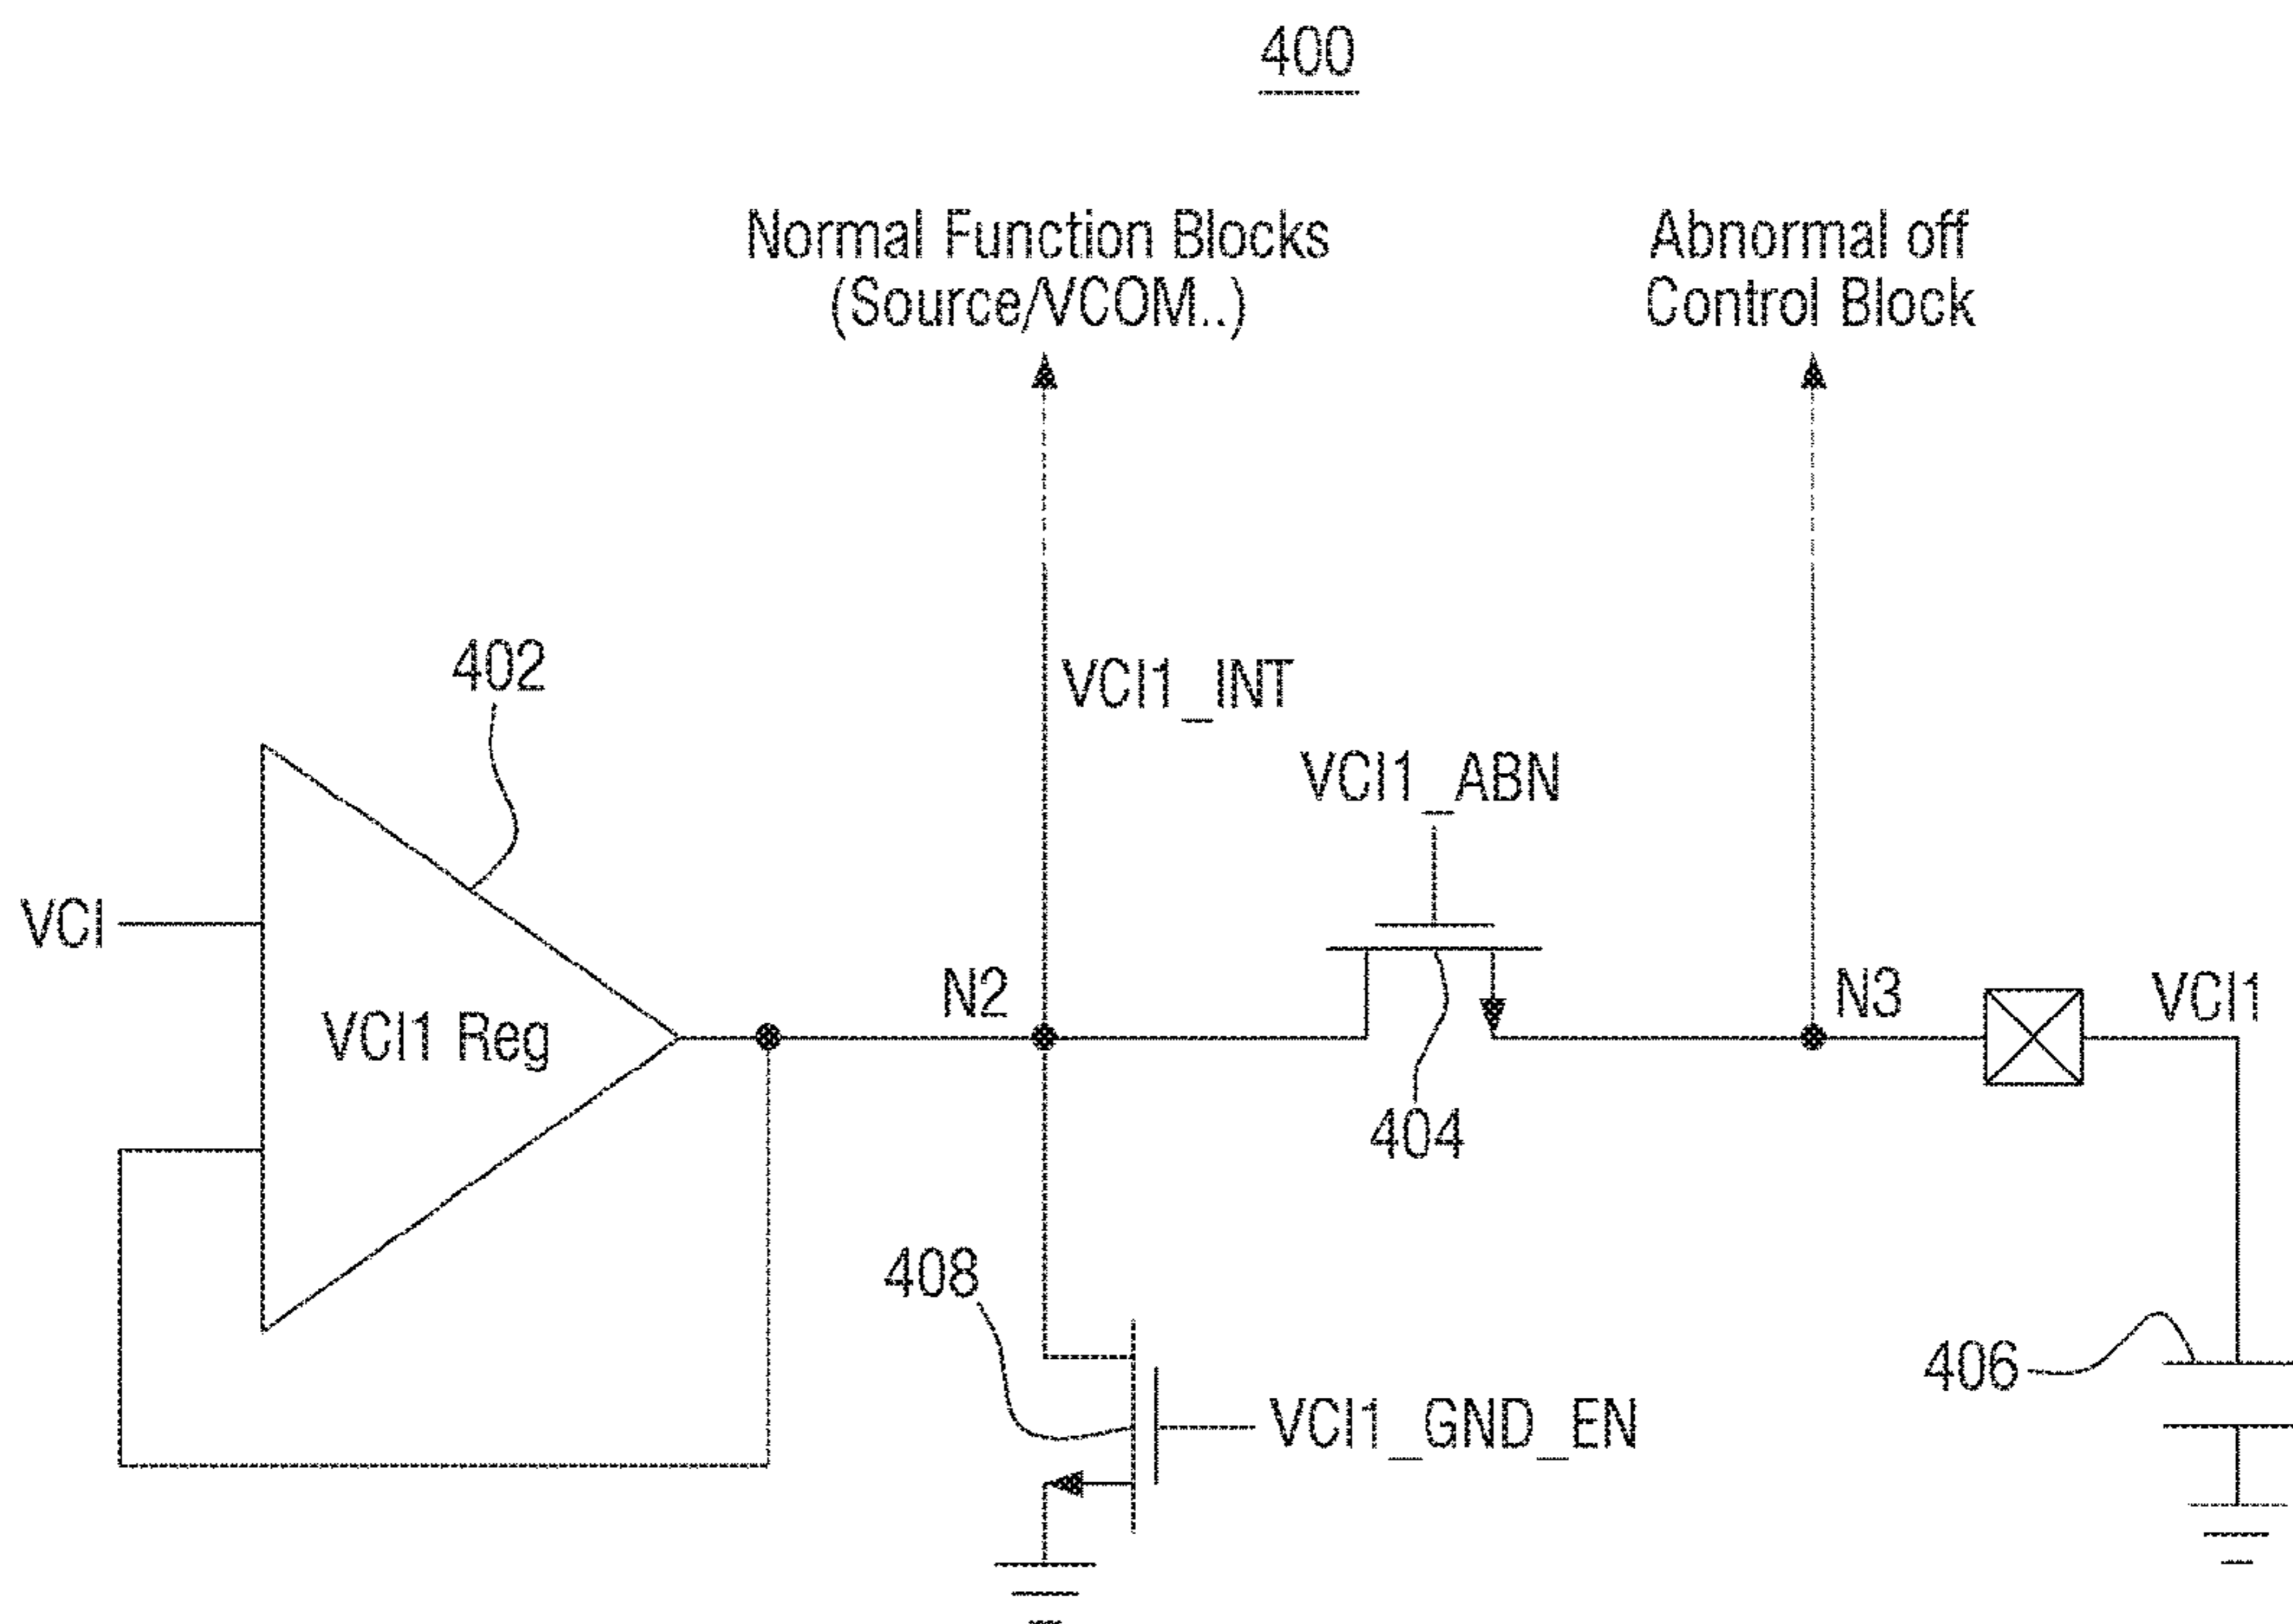 400
Normal Function Blocks
(Source/VCOM..)
Abnormal off
Control Block
402
VCI1_INT
VCI1_ABN
VCI
VCI1 Reg
N2
N3
VCI1
404
408
VCI1_GND_EN
406